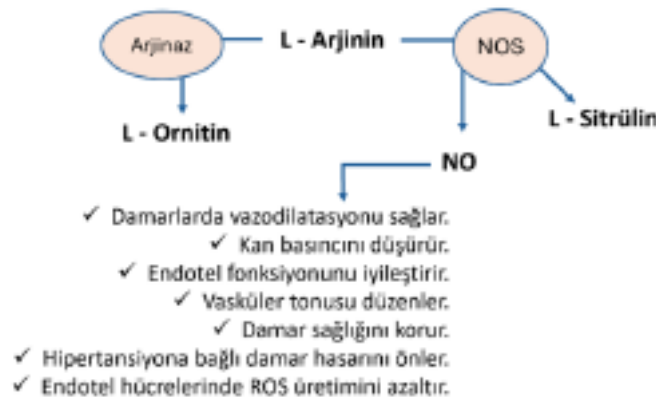 Arjinaz
L - Arjinin
NOS
L - Ornitin
L - Sitrülin
NO
✓ Damarlarda vazodilatasyonu sağlar.
✓ Kan basıncını düşürür.
✓ Endotel fonksiyonunu iyileştirir.
✓ Vasküler tonusu düzenler.
✓ Damar sağlığını korur.
✓ Hipertansiyona bağlı damar hasarını önler.
✓ Endotel hücrelerinde ROS üretimini azaltır.